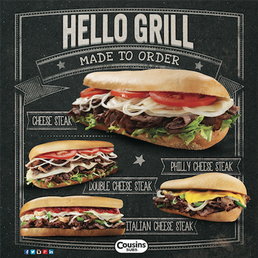 HELLO GRILL
MADE TO ORDER
CHEESE STEAK
PHILLY CHEESE STEAK
DOUBLE CHEESE STEAK
ITALIAN CHEESE STEAK
Cousins
SUBS